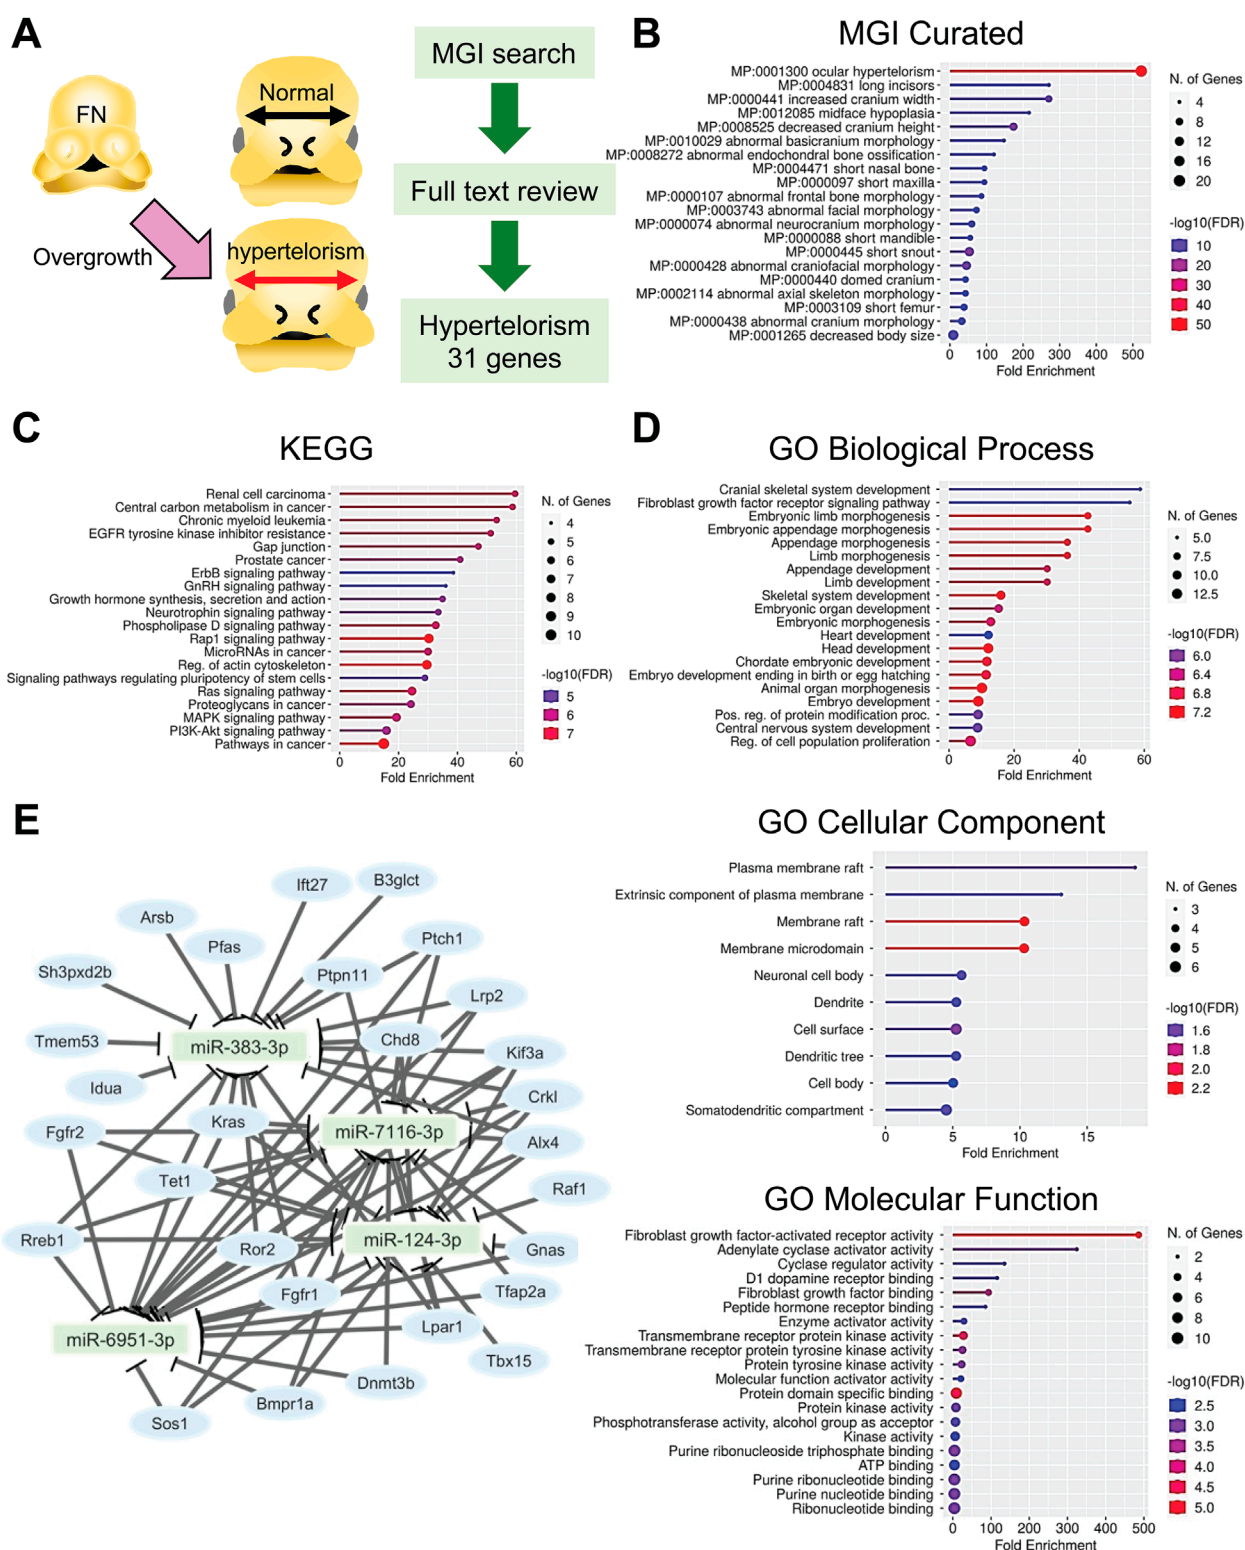 A
FN
Normal
Overgrowth
hypertelorism
MGI search
Full text review
Hypertelorism
31 genes
B
MGI Curated
MP:0001300 ocular hypertelorism
MP:0004831 long incisors
MP:0000441 increased cranium width
MP:0012085 midface hypoplasia
MP:0008525 decreased cranium height
MP:0010029 abnormal basicranium morphology
MP:0008272 abnormal endochondral bone ossification
MP:0004471 short nasal bone
MP:0000097 short maxilla
MP:0000107 abnormal frontal bone morphology
MP:0003743 abnormal facial morphology
MP:0000074 abnormal neurocranium morphology
MP:0000088 short mandible
MP:0000445 short snout
MP:0000428 abnormal craniofacial morphology
MP:0000440 domed cranium
MP:0002114 abnormal axial skeleton morphology
MP:0003109 short femur
MP:0000438 abnormal cranium morphology
MP:0001265 decreased body size
0 100 200 300 400 500
Fold Enrichment
N. of Genes
4
8
12
16
20
-log10(FDR)
10
20
30
40
50
C
KEGG
Renal cell carcinoma
Central carbon metabolism in cancer
Chronic myeloid leukemia
EGFR tyrosine kinase inhibitor resistance
Gap junction
Prostate cancer
ErbB signaling pathway
GnRH signaling pathway
Growth hormone synthesis, secretion and action
Neurotrophin signaling pathway
Phospholipase D signaling pathway
Rap1 signaling pathway
MicroRNAs in cancer
Reg. of actin cytoskeleton
Signaling pathways regulating pluripotency of stem cells
Ras signaling pathway
Proteoglycans in cancer
MAPK signaling pathway
PI3K-Akt signaling pathway
Pathways in cancer
0 20 40 60
Fold Enrichment
N. of Genes
4
5
6
7
8
9
10
-log10(FDR)
5
6
7
D
GO Biological Process
Cranial skeletal system development
Fibroblast growth factor receptor signaling pathway
Embryonic limb morphogenesis
Embryonic appendage morphogenesis
Appendage morphogenesis
Limb morphogenesis
Appendage development
Limb development
Skeletal system development
Embryonic organ development
Embryonic morphogenesis
Heart development
Head development
Chordate embryonic development
Embryo development ending in birth or egg hatching
Animal organ morphogenesis
Embryo development
Pos. reg. of protein modification proc.
Central nervous system development
Reg. of cell population proliferation
0 20 40 60
Fold Enrichment
N. of Genes
5.0
7.5
10.0
12.5
-log10(FDR)
6.0
6.4
6.8
7.2
GO Cellular Component
Plasma membrane raft
Extrinsic component of plasma membrane
Membrane raft
Membrane microdomain
Neuronal cell body
Dendrite
Cell surface
Dendritic tree
Cell body
Somatodendritic compartment
0 5 10 15
Fold Enrichment
N. of Genes
3
4
5
6
-log10(FDR)
1.6
1.8
2.0
2.2
GO Molecular Function
Fibroblast growth factor-activated receptor activity
Adenylate cyclase activator activity
Cyclase regulator activity
D1 dopamine receptor binding
Fibroblast growth factor binding
Peptide hormone receptor binding
Enzyme activator activity
Transmembrane receptor protein kinase activity
Transmembrane receptor protein tyrosine kinase activity
Protein tyrosine kinase activity
Molecular function activator activity
Protein domain specific binding
Protein kinase activity
Phosphotransferase activity, alcohol group as acceptor
Kinase activity
Purine ribonucleoside triphosphate binding
ATP binding
Purine ribonucleotide binding
Purine nucleotide binding
Ribonucleotide binding
0 100 200 300 400 500
Fold Enrichment
N. of Genes
2
4
6
8
10
-log10(FDR)
2.5
3.0
3.5
4.0
4.5
5.0
E
Ift27
B3glct
Arsb
Pfas
Ptch1
Sh3pxd2b
Ptpn11
Lrp2
Tmem53
miR-383-3p
Chd8
Kif3a
Idua
Crkl
Fgfr2
Kras
miR-7116-3p
Alx4
Tet1
Raf1
Rreb1
Ror2
miR-124-3p
Gnas
Fgfr1
Tfap2a
miR-6951-3p
Lpar1
Tbx15
Dnmt3b
Bmpr1a
Sos1